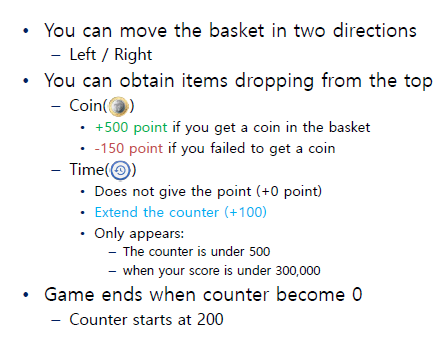 • You can move the basket in two directions
– Left / Right
• You can obtain items dropping from the top
– Coin( )
• +500 point if you get a coin in the basket
• -150 point if you failed to get a coin
– Time( )
• Does not give the point (+0 point)
• Extend the counter (+100)
• Only appears:
– The counter is under 500
– when your score is under 300,000
• Game ends when counter become 0
– Counter starts at 200